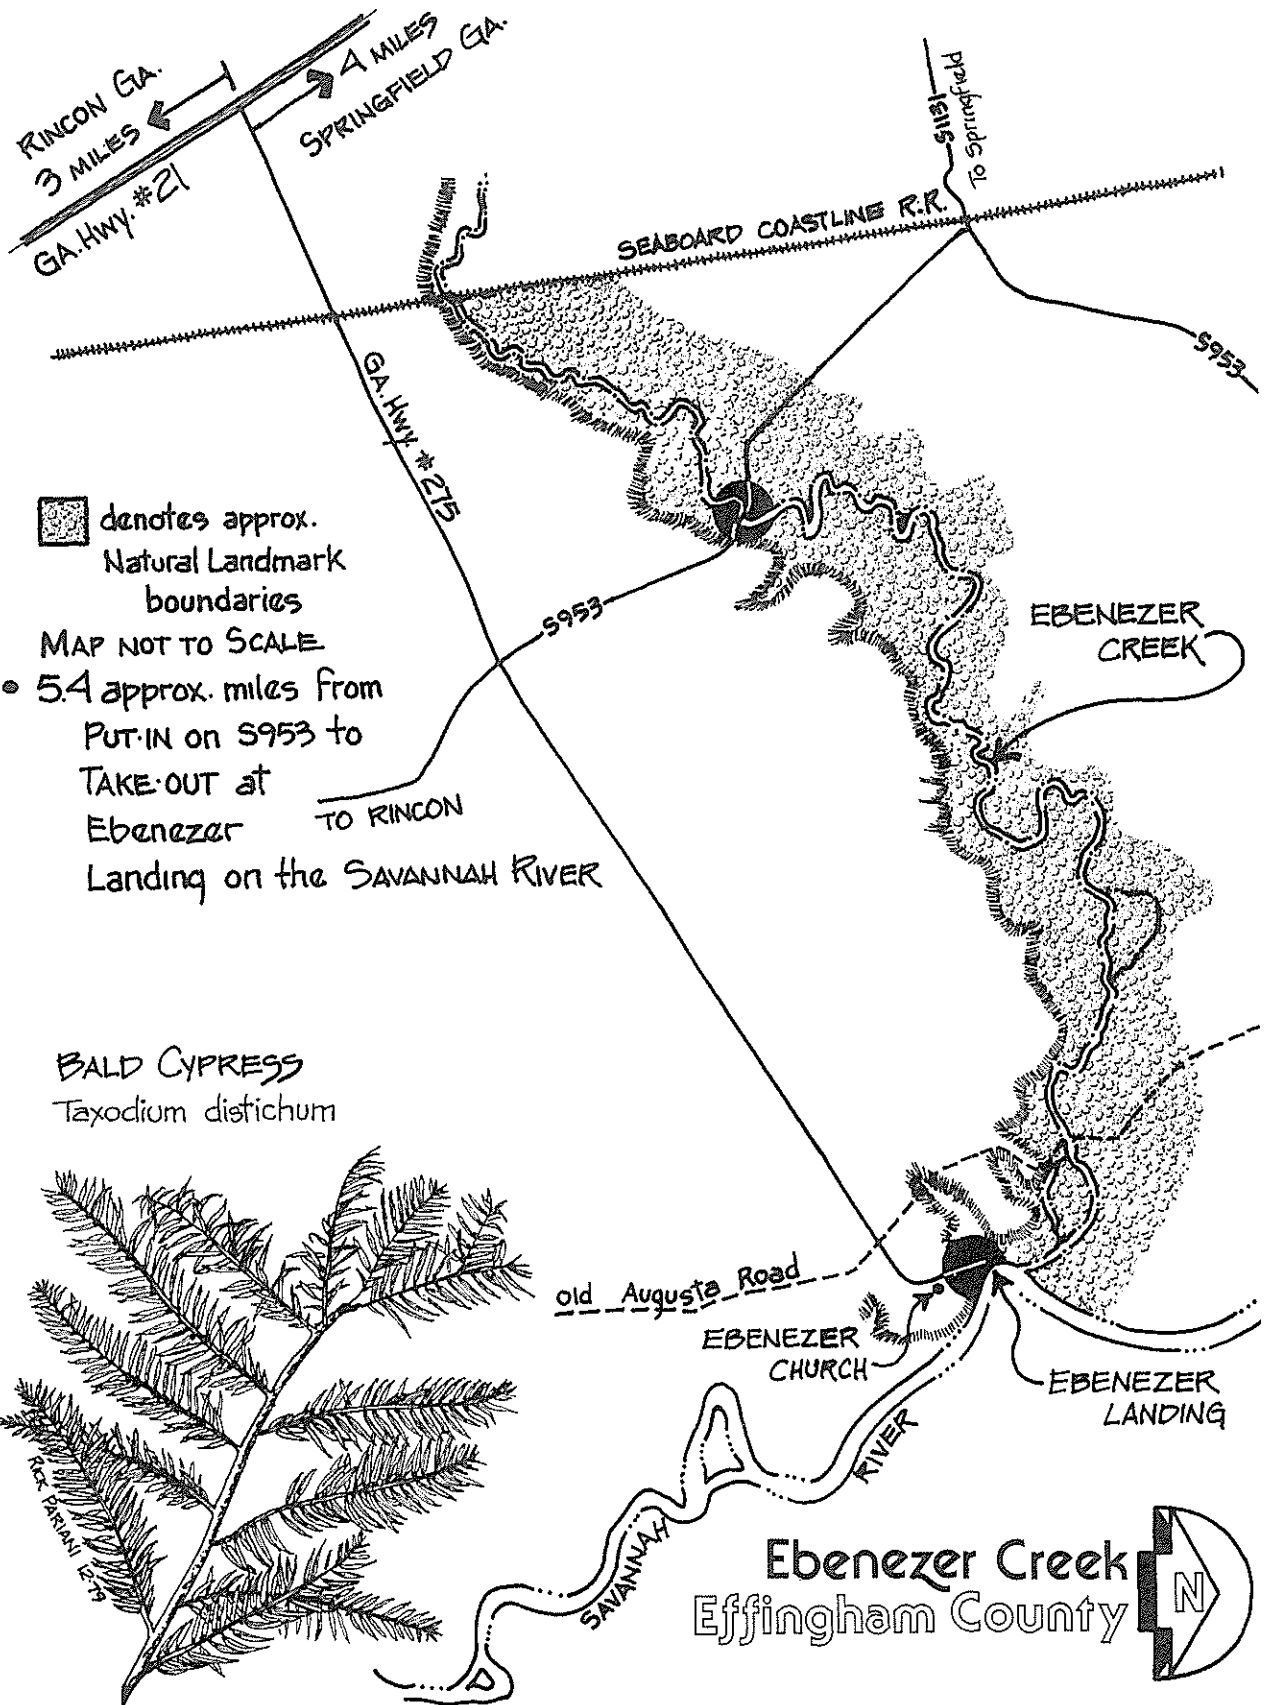 RINCON GA.
3 MILES
4 MILES
SPRINGFIELD GA.
GA. HWY. #21
S1181
To Springfield
SEABOARD COASTLINE R.R.
S953
GA. HWY. #275
denotes approx.
Natural Landmark
boundaries
MAP NOT TO SCALE
• 5.4 approx. miles from
PUT-IN on S953 to
TAKE-OUT at
Ebenezer
Landing on the SAVANNAH RIVER
S953
TO RINCON
EBENEZER
CREEK
BALD CYPRESS
Taxodium distichum
RICK PARIANI 12-79
Old Augusta Road
EBENEZER
CHURCH
EBENEZER
LANDING
SAVANNAH RIVER
Ebenezer Creek
Effingham County
N